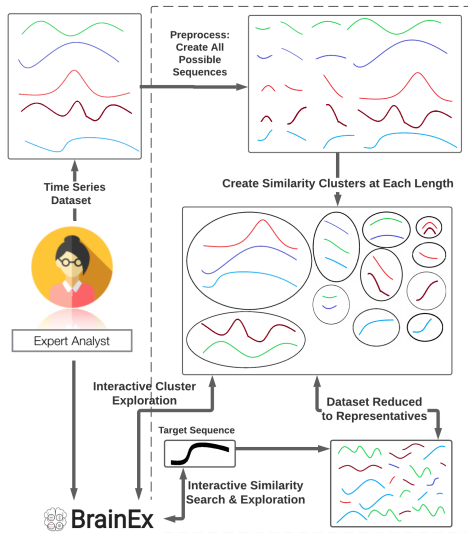 Preprocess:
Create All
Possible
Sequences
Time Series
Dataset
Create Similarity Clusters at Each Length
Expert Analyst
Interactive Cluster
Exploration
Dataset Reduced
to Representatives
Target Sequence
Interactive Similarity
Search & Exploration
BrainEx